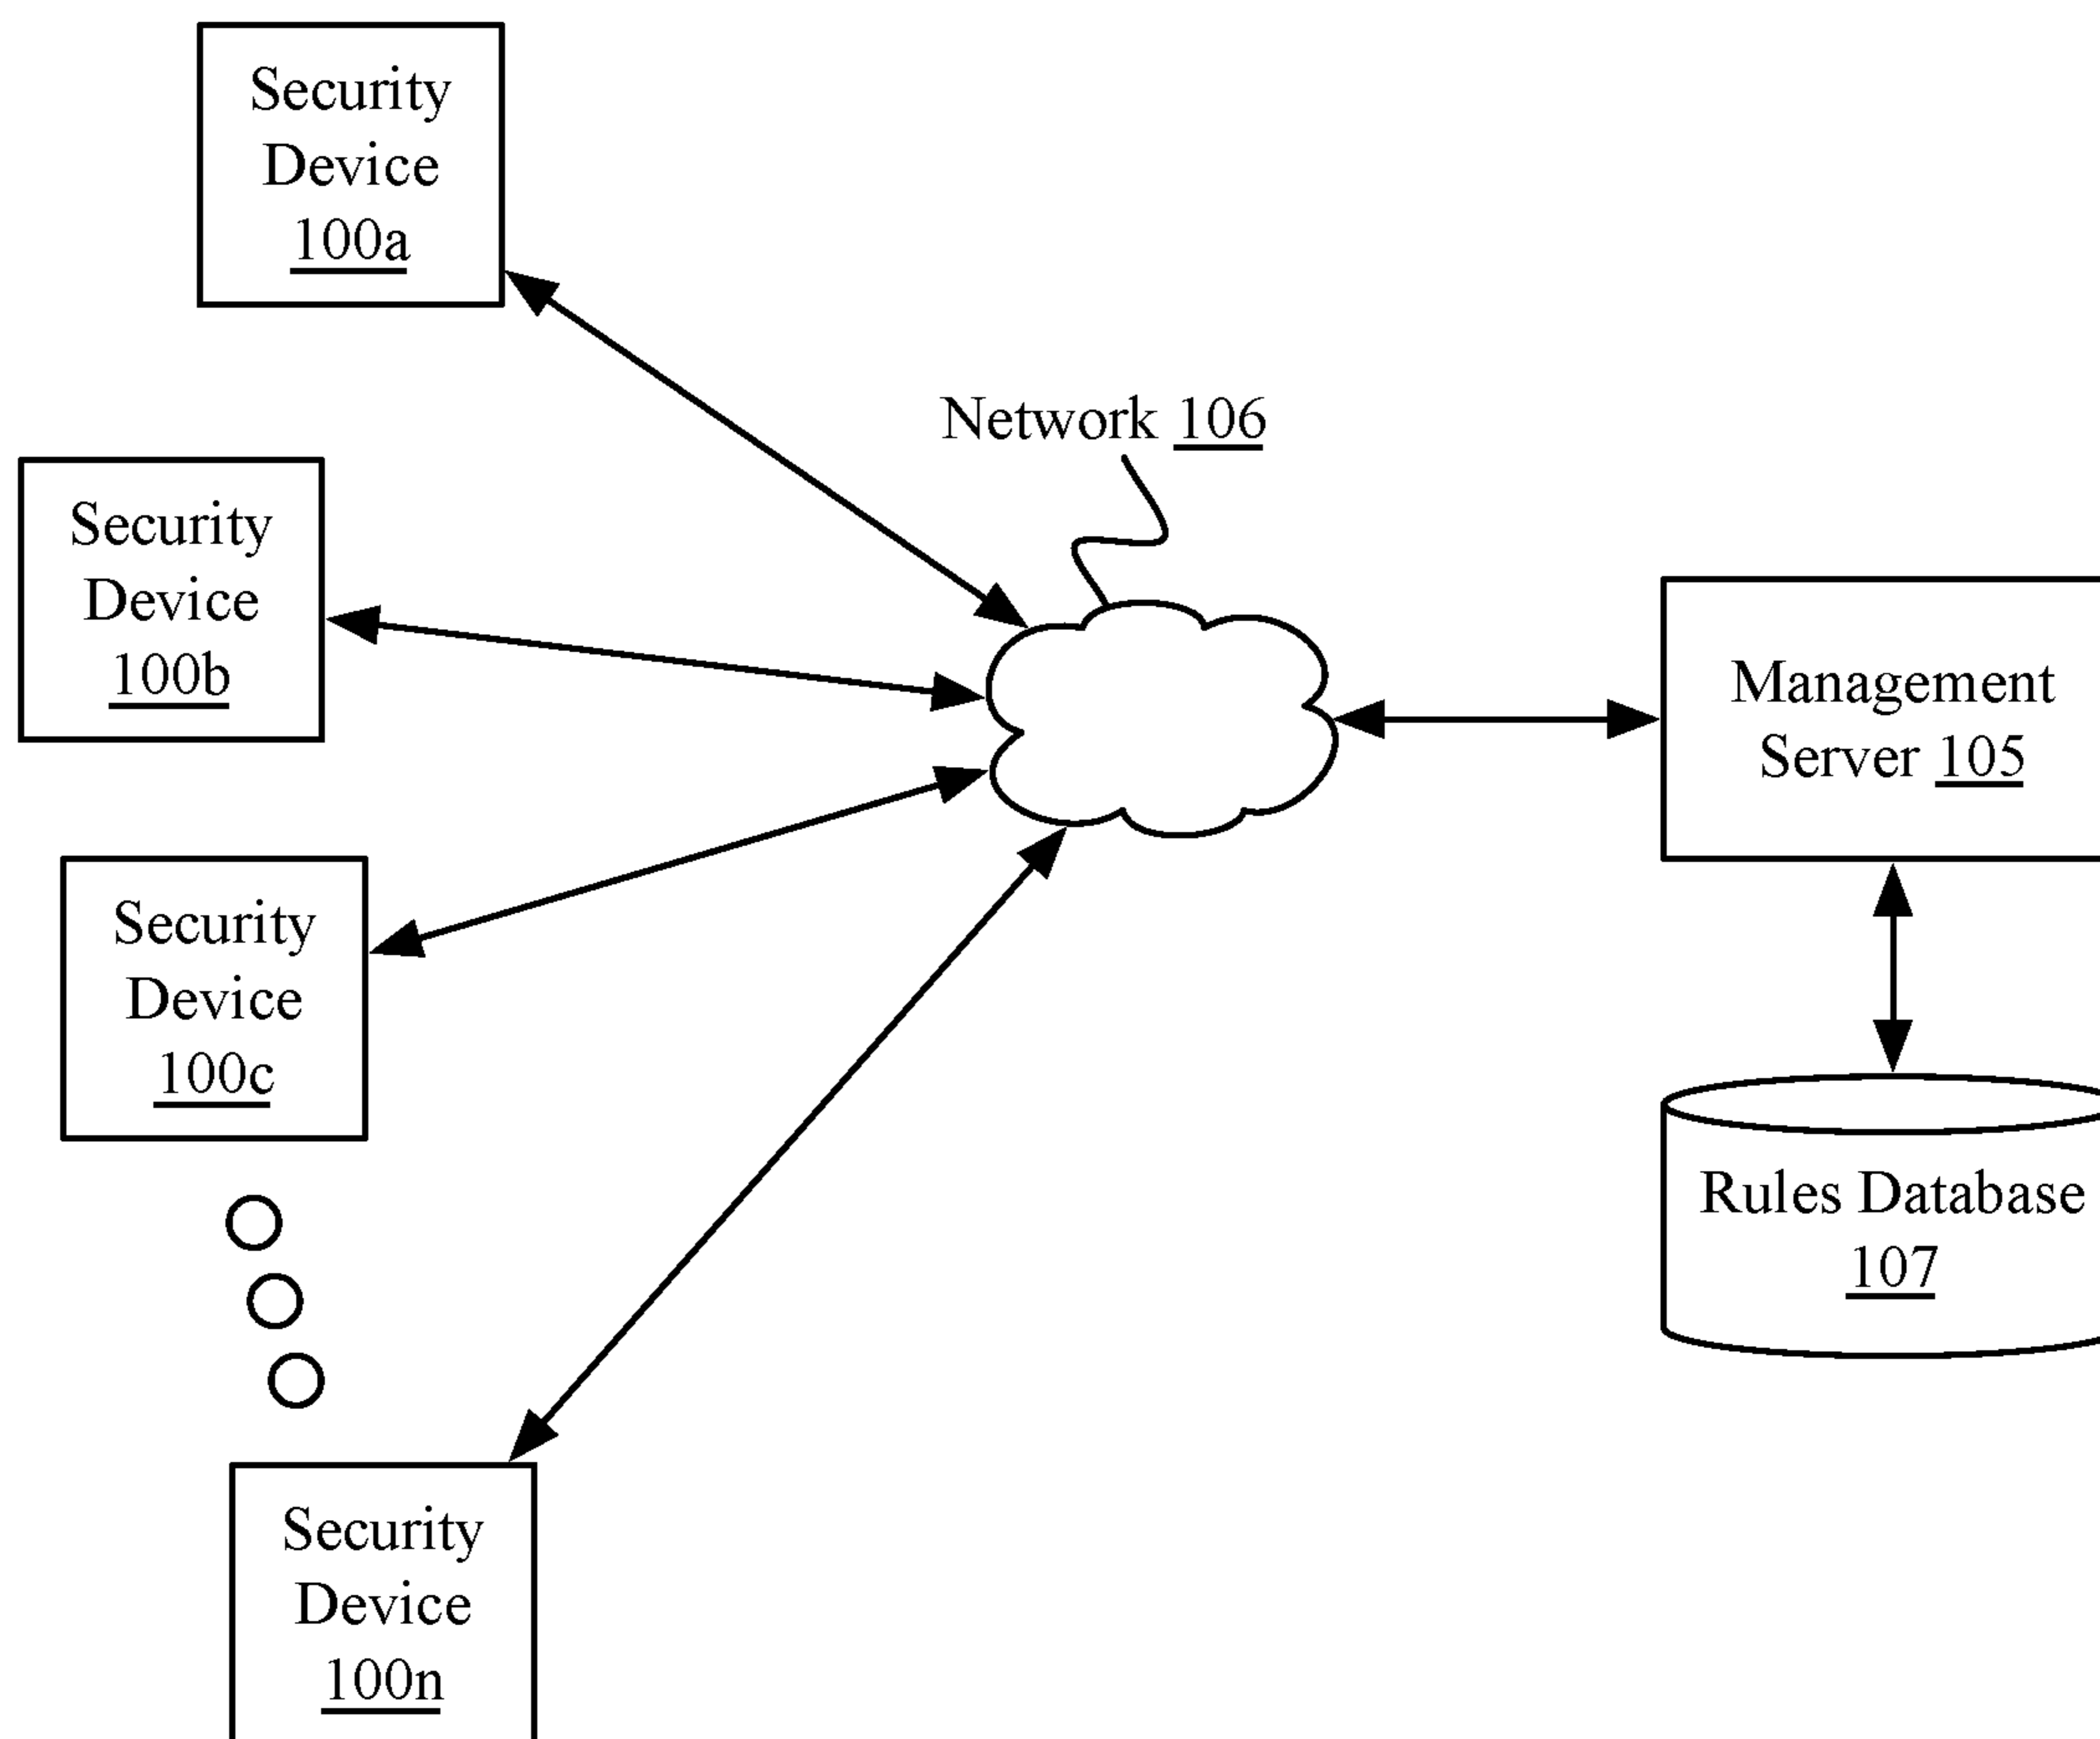 Security
Device
100a
Network 106
Security
Device
100b
Management
Server 105
Security
Device
100c
Rules Database
107
Security
Device
100n